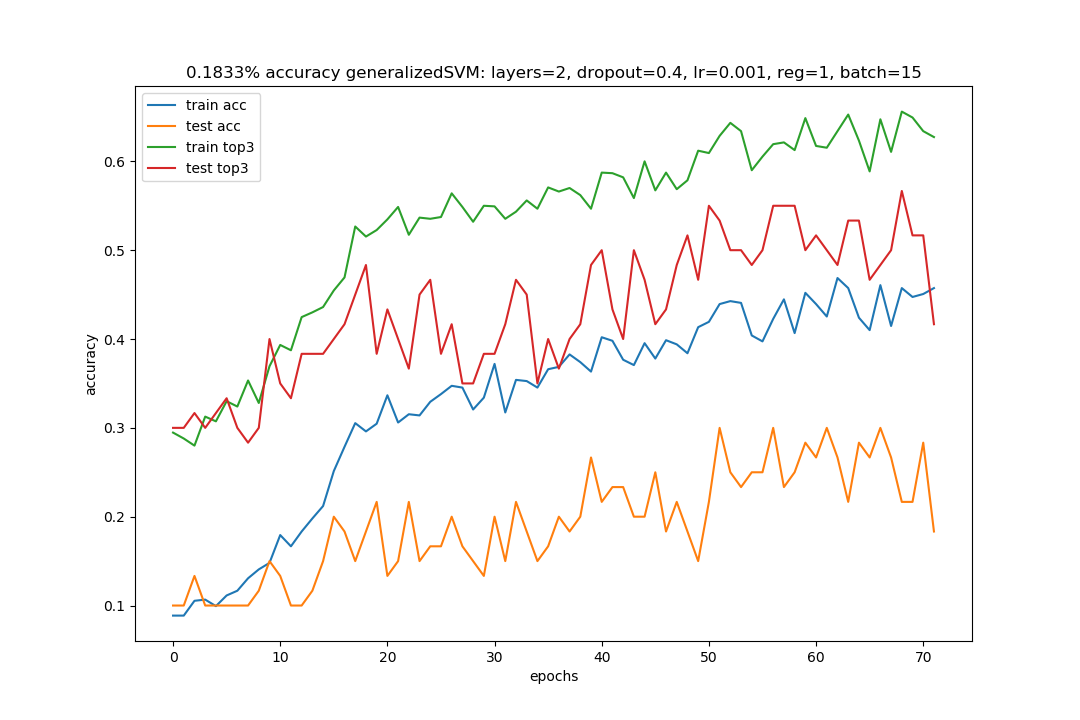 0.1833% accuracy generalizedSVM: layers=2, dropout=0.4, lr=0.001, reg=1, batch=15
train acc
test acc
train top3
test top3
0.6
0.5
0.4
0.3
0.2
0.1
accuracy
0 10 20 30 40 50 60 70
epochs